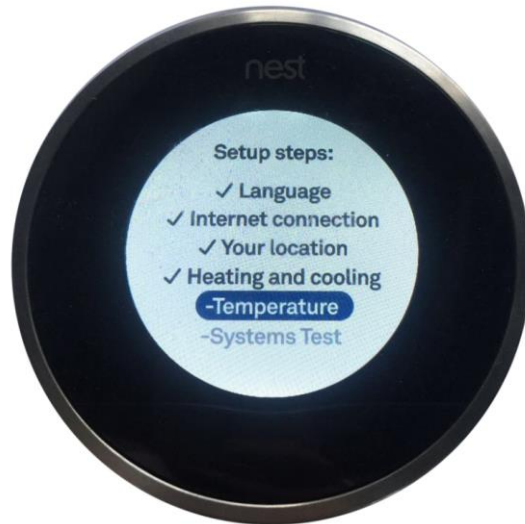 nest
Setup steps:
✓ Language
✓ Internet connection
✓ Your location
✓ Heating and cooling
-Temperature
-Systems Test